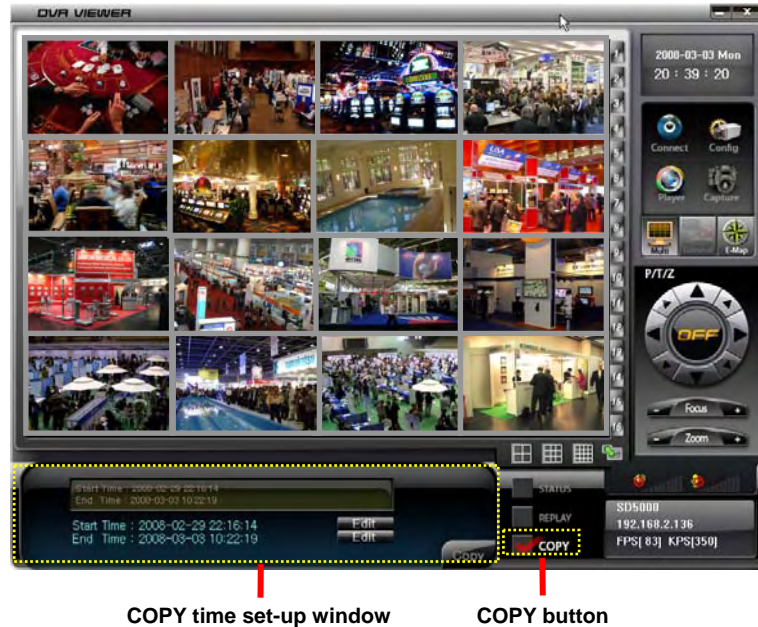 DVR VIEWER
2008-03-03 Mon
20 : 39 : 20
Connect Config
Player Capture
Multi E-Map
P/T/Z
OFF
- Focus +
- Zoom +
Start Time : 2008-02-29 22:16:14
End Time : 2008-03-03 10:22:19
Start Time : 2008-02-29 22:16:14 Edit
End Time : 2008-03-03 10:22:19 Edit
Copy
STATUS
REPLAY
COPY
SD5000
192.168.2.136
FPS[ 83] KPS[350]
COPY time set-up window
COPY button